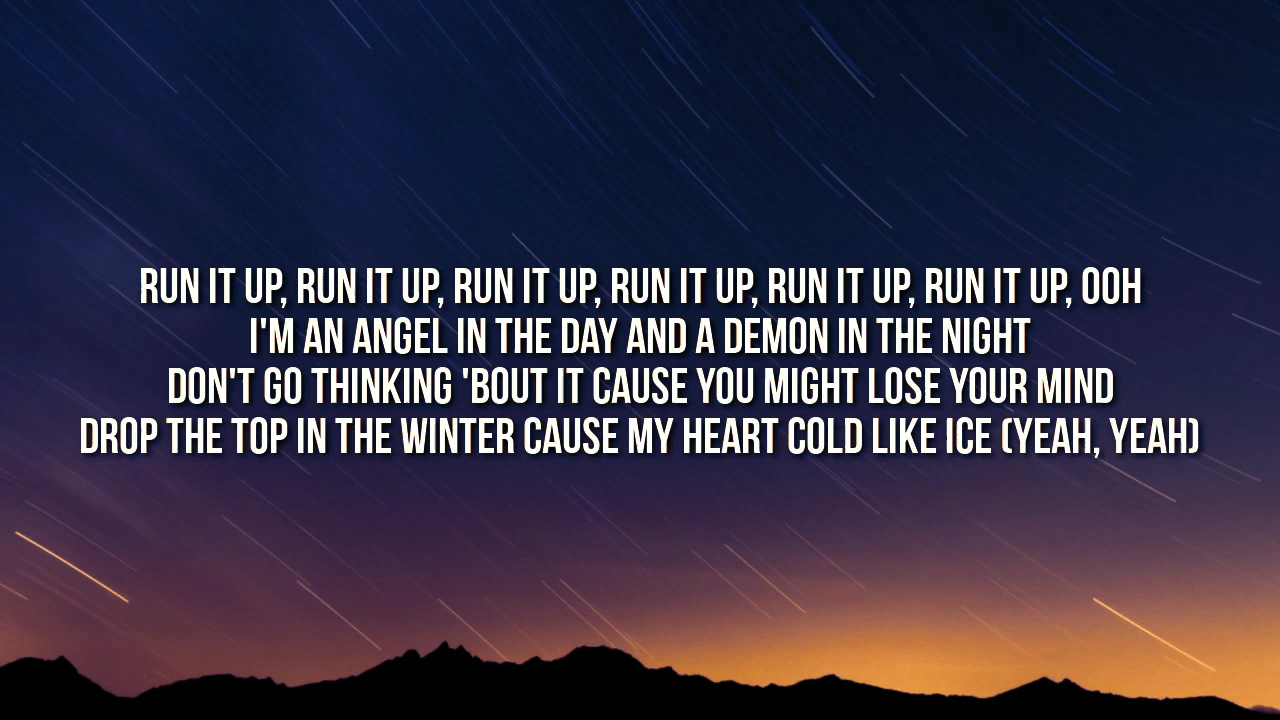 RUN IT UP, RUN IT UP, RUN IT UP, RUN IT UP, RUN IT UP, RUN IT UP, OOH
I'M AN ANGEL IN THE DAY AND A DEMON IN THE NIGHT
DON'T GO THINKING 'BOUT IT CAUSE YOU MIGHT LOSE YOUR MIND
DROP THE TOP IN THE WINTER CAUSE MY HEART COLD LIKE ICE (YEAH, YEAH)